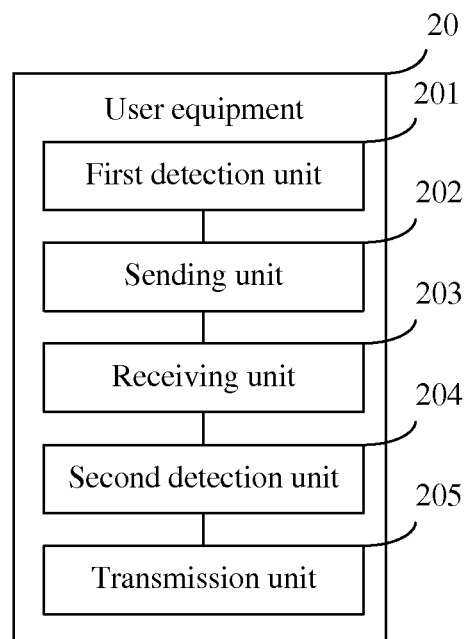 20
User equipment
201
First detection unit
202
Sending unit
203
Receiving unit
204
Second detection unit
205
Transmission unit